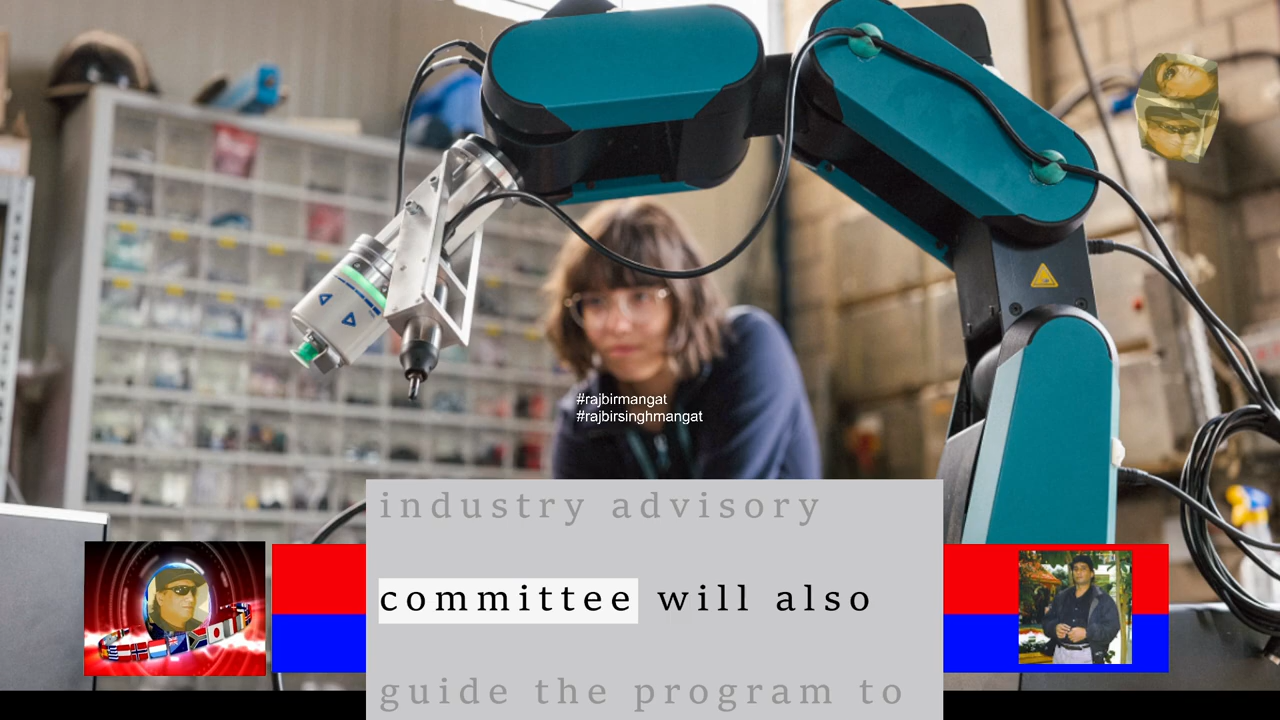 #rajbirmangat
#rajbirsinghmangat
industry advisory
committee will also
guide the program to